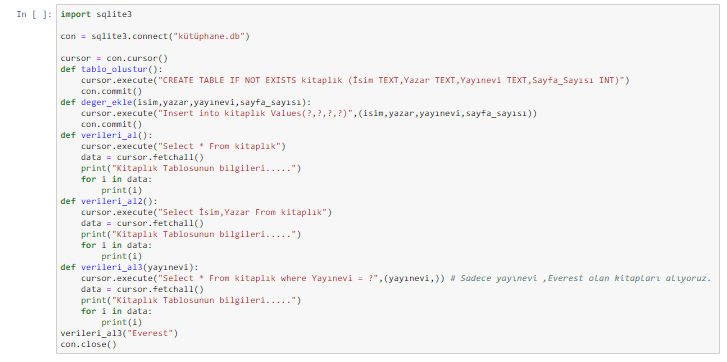 In [ ]: import sqlite3
con = sqlite3.connect("kütüphane.db")
cursor = con.cursor()
def tablo_olustur():
cursor.execute("CREATE TABLE IF NOT EXISTS kitaplık (İsim TEXT,Yazar TEXT,Yayınevi TEXT,Sayfa_Sayısı INT)")
con.commit()
def deger_ekle(isim,yazar,yayınevi,sayfa_sayısı):
cursor.execute("Insert into kitaplık Values(?,?,?,?)",(isim,yazar,yayınevi,sayfa_sayısı))
con.commit()
def verileri_al():
cursor.execute("Select * From kitaplık")
data = cursor.fetchall()
print("Kitaplık Tablosunun bilgileri.....")
for i in data:
print(i)
def verileri_al2():
cursor.execute("Select İsim,Yazar From kitaplık")
data = cursor.fetchall()
print("Kitaplık Tablosunun bilgileri.....")
for i in data:
print(i)
def verileri_al3(yayınevi):
cursor.execute("Select * From kitaplık where Yayınevi = ?",(yayınevi,)) # Sadece yayınevi ,Everest olan kitapları alıyoruz.
data = cursor.fetchall()
print("Kitaplık Tablosunun bilgileri.....")
for i in data:
print(i)
verileri_al3("Everest")
con.close()